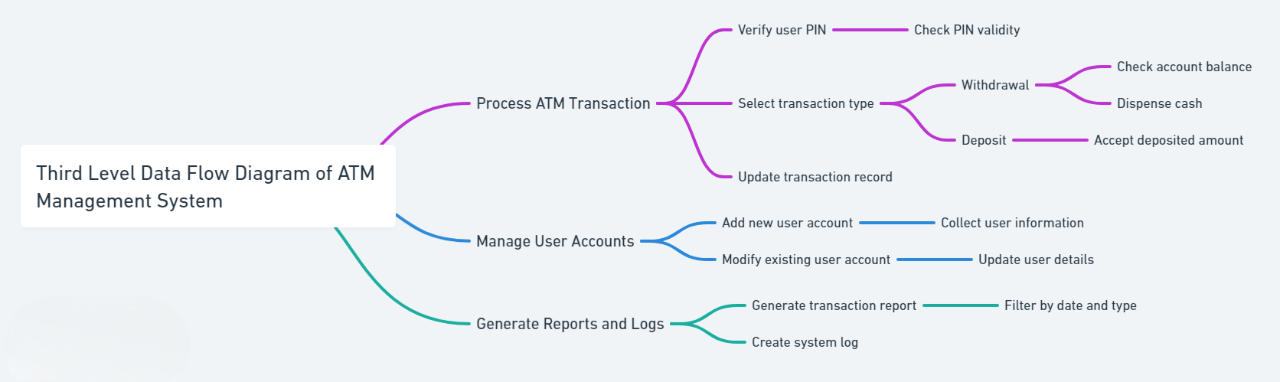 Third Level Data Flow Diagram of ATM
Management System
Process ATM Transaction
Verify user PIN
Check PIN validity
Select transaction type
Withdrawal
Check account balance
Dispense cash
Deposit
Accept deposited amount
Update transaction record
Manage User Accounts
Add new user account
Collect user information
Modify existing user account
Update user details
Generate Reports and Logs
Generate transaction report
Filter by date and type
Create system log